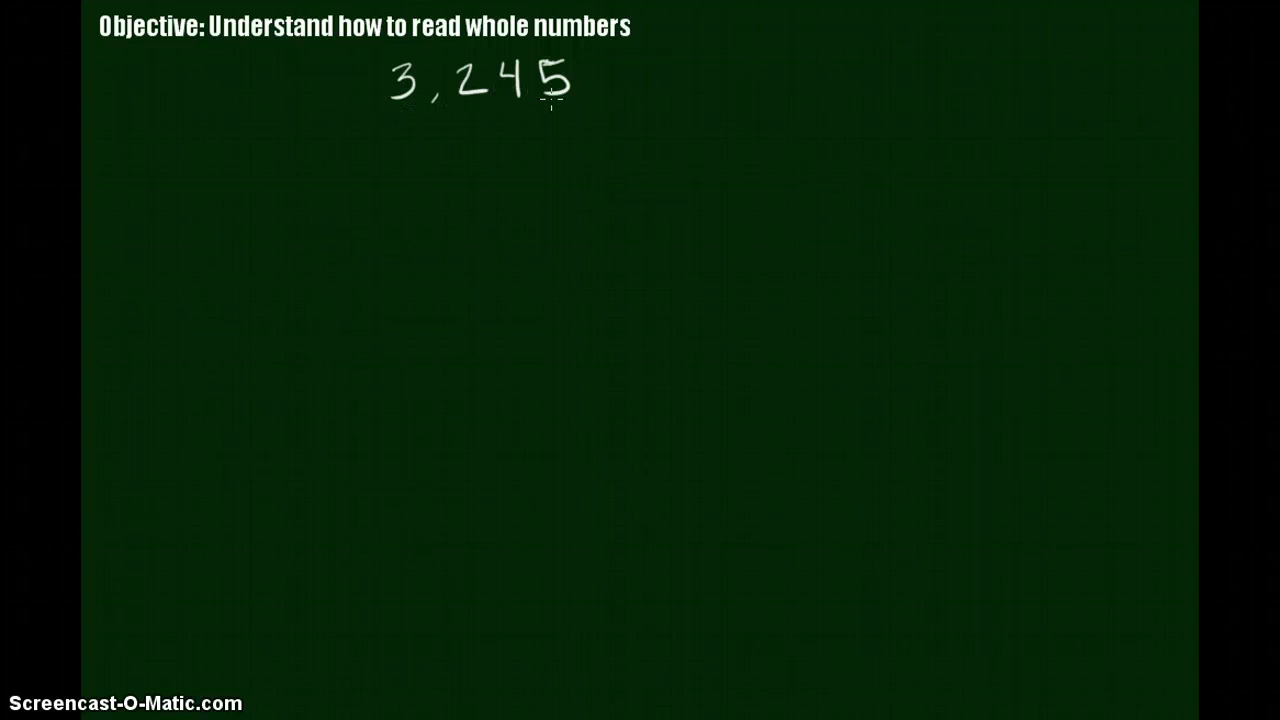 Objective: Understand how to read whole numbers
3,245
Screencast-O-Matic.com